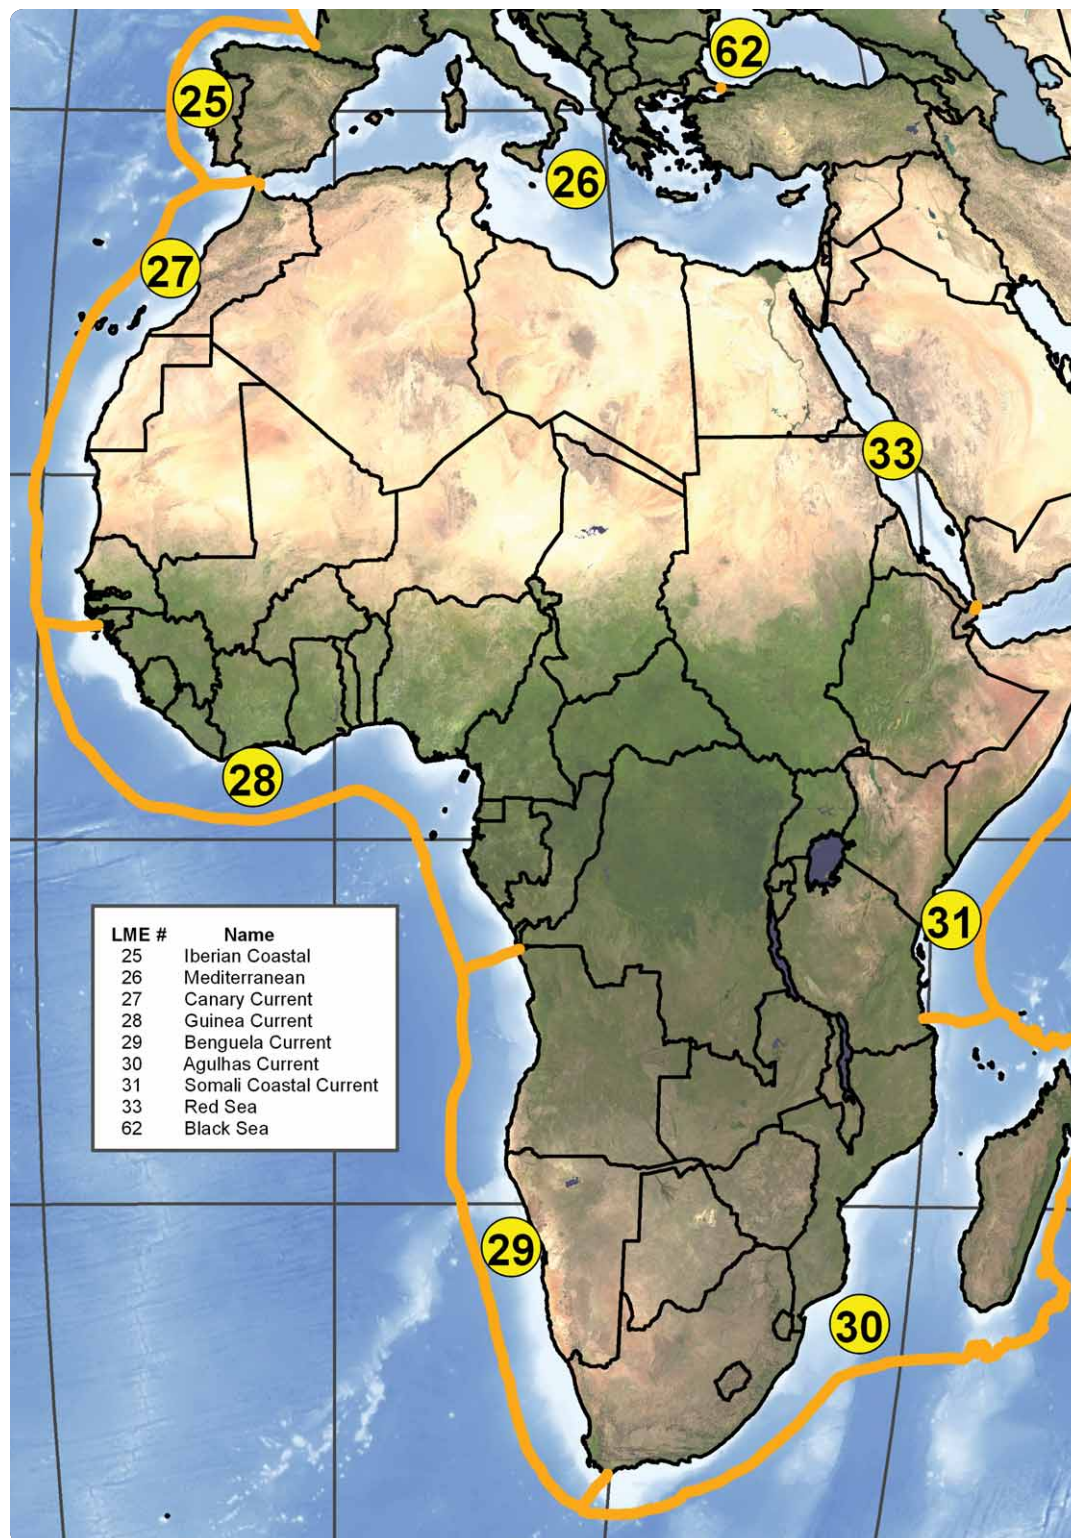 62
25
26
27
33
28
31
LME # Name
25 Iberian Coastal
26 Mediterranean
27 Canary Current
28 Guinea Current
29 Benguela Current
30 Agulhas Current
31 Somali Coastal Current
33 Red Sea
62 Black Sea
29
30